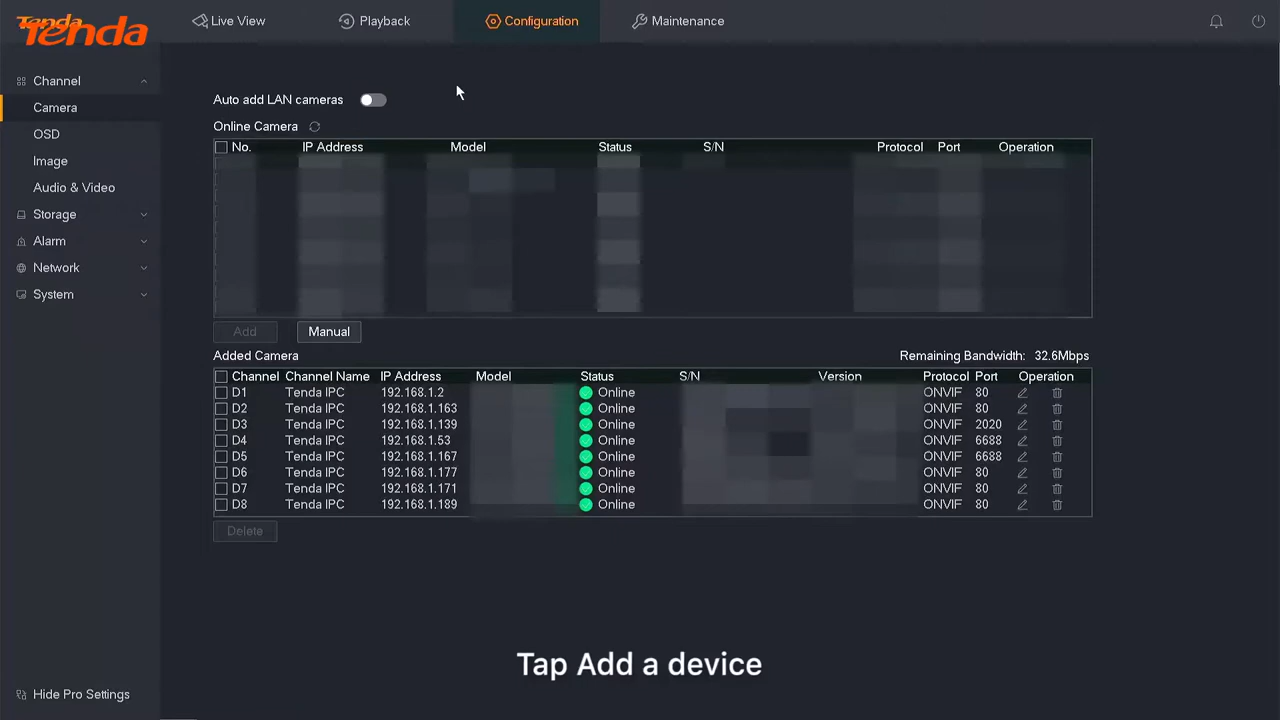 Tenda
Tenda
Live View
Playback
Configuration
Maintenance
Channel
Camera
OSD
Image
Audio & Video
Storage
Alarm
Network
System
Hide Pro Settings
Auto add LAN cameras
Online Camera
No. IP Address Model Status S/N Protocol Port Operation
Add Manual
Added Camera Remaining Bandwidth: 32.6Mbps
Channel Channel Name IP Address Model Status S/N Version Protocol Port Operation
D1 Tenda IPC 192.168.1.2 Online ONVIF 80
D2 Tenda IPC 192.168.1.163 Online ONVIF 80
D3 Tenda IPC 192.168.1.139 Online ONVIF 2020
D4 Tenda IPC 192.168.1.53 Online ONVIF 6688
D5 Tenda IPC 192.168.1.167 Online ONVIF 6688
D6 Tenda IPC 192.168.1.177 Online ONVIF 80
D7 Tenda IPC 192.168.1.171 Online ONVIF 80
D8 Tenda IPC 192.168.1.189 Online ONVIF 80
Delete
Tap Add a device